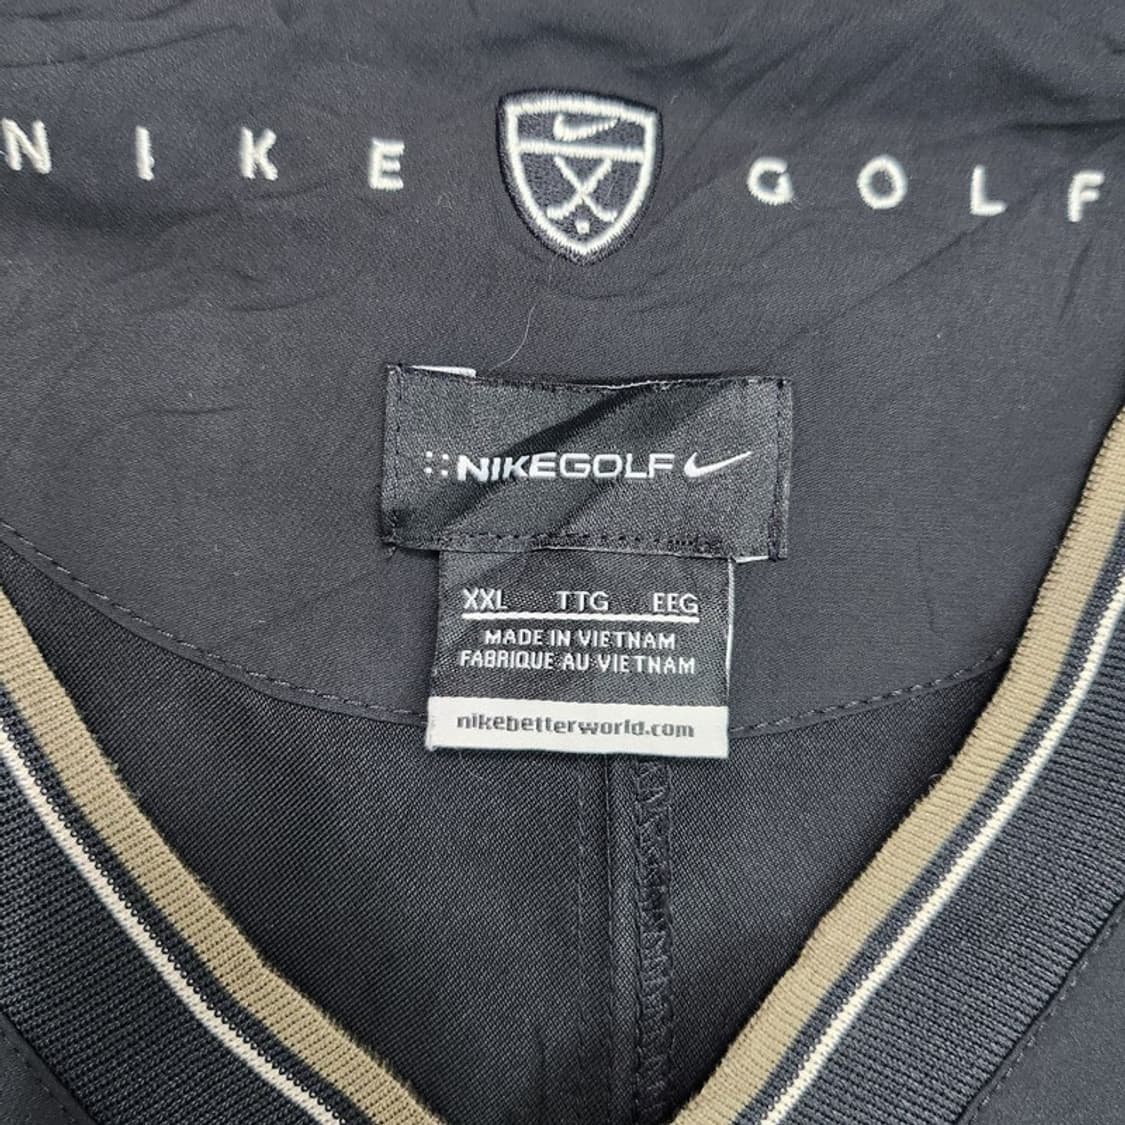 NIKE GOLF
NIKEGOLF
XXL TTG EEG
MADE IN VIETNAM
FABRIQUE AU VIETNAM
nikebetterworld.com